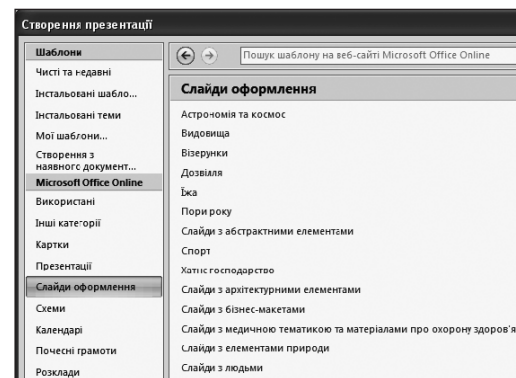 Створення презентації
Шаблони
Чисті та недавні
Інстальовані шабло...
Інстальовані теми
Мої шаблони...
Створення з
наявного документ...
Microsoft Office Online
Використані
Інші категорії
Картки
Презентації
Слайди оформлення
Схеми
Календарі
Почесні грамоти
Розклади
Пошук шаблону на веб-сайті Microsoft Office Online
Слайди оформлення
Астрономія та космос
Видовища
Візерунки
Дозвілля
Їжа
Пори року
Слайди з абстрактними елементами
Спорт
Хатнє господарство
Слайди з архітектурними елементами
Слайди з бізнес-макетами
Слайди з медичною тематикою та матеріалами про охорону здоров'я
Слайди з елементами природи
Слайди з людьми